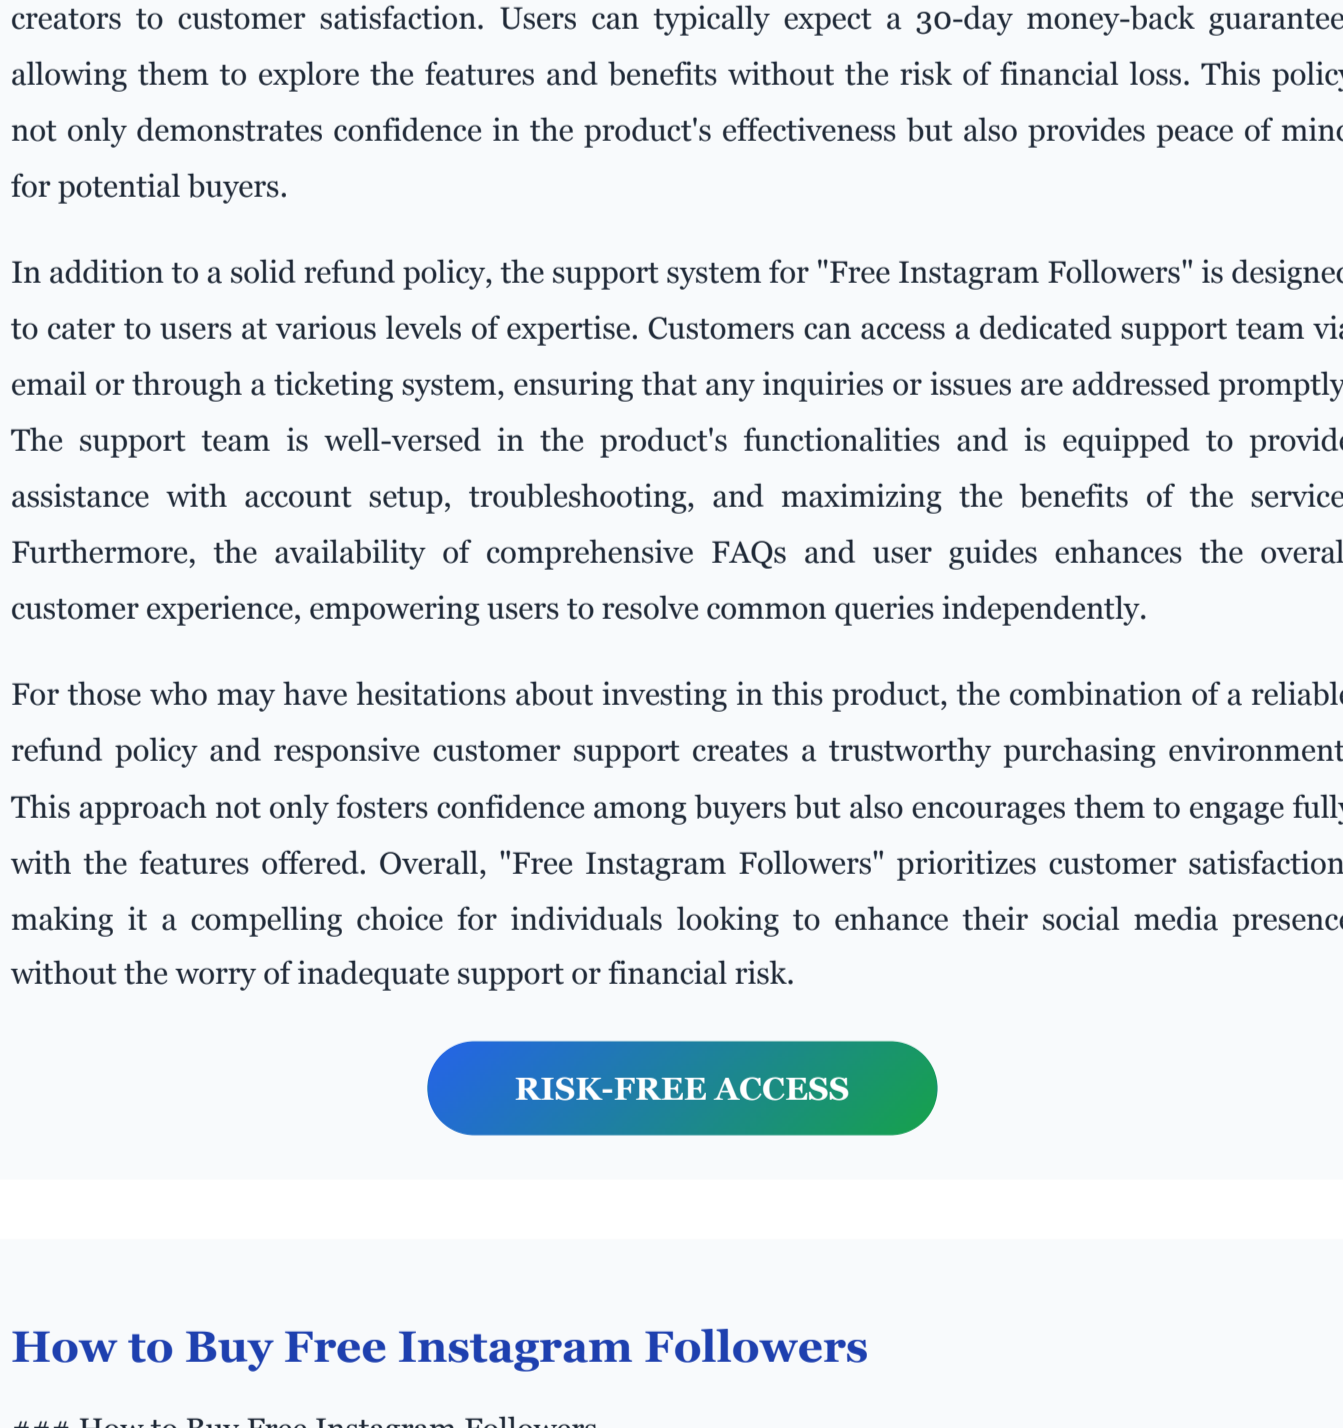 creators to customer satisfaction. Users can typically expect a 30-day money-back guarantee
allowing them to explore the features and benefits without the risk of financial loss. This policy
not only demonstrates confidence in the product's effectiveness but also provides peace of mind
for potential buyers.
In addition to a solid refund policy, the support system for "Free Instagram Followers" is designed
to cater to users at various levels of expertise. Customers can access a dedicated support team via
email or through a ticketing system, ensuring that any inquiries or issues are addressed promptly
The support team is well-versed in the product's functionalities and is equipped to provide
assistance with account setup, troubleshooting, and maximizing the benefits of the service
Furthermore, the availability of comprehensive FAQs and user guides enhances the overall
customer experience, empowering users to resolve common queries independently.
For those who may have hesitations about investing in this product, the combination of a reliable
refund policy and responsive customer support creates a trustworthy purchasing environment
This approach not only fosters confidence among buyers but also encourages them to engage fully
with the features offered. Overall, "Free Instagram Followers" prioritizes customer satisfaction
making it a compelling choice for individuals looking to enhance their social media presence
without the worry of inadequate support or financial risk.
RISK-FREE ACCESS
How to Buy Free Instagram Followers
### How to Buy Free Instagram Followers